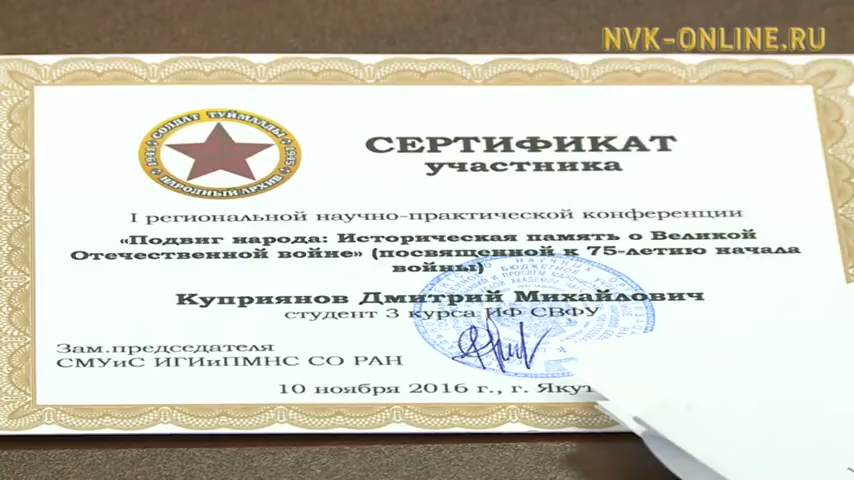 NVK-ONLINE.RU
СОЛДАТ ТУЙМААДЫ
1941
1945
НАРОДНЫЙ АРХИВ
СЕРТИФИКАТ
участника
I региональной научно-практической конференции
«Подвиг народа: Историческая память о Великой
Отечественной войне» (посвященной к 75-летию начала
войны)
Куприянов Дмитрий Михайлович
студент 3 курса ИФ СВФУ
Зам.председателя
СМУиС ИГИиПМНС СО РАН
10 ноября 2016 г., г. Якут